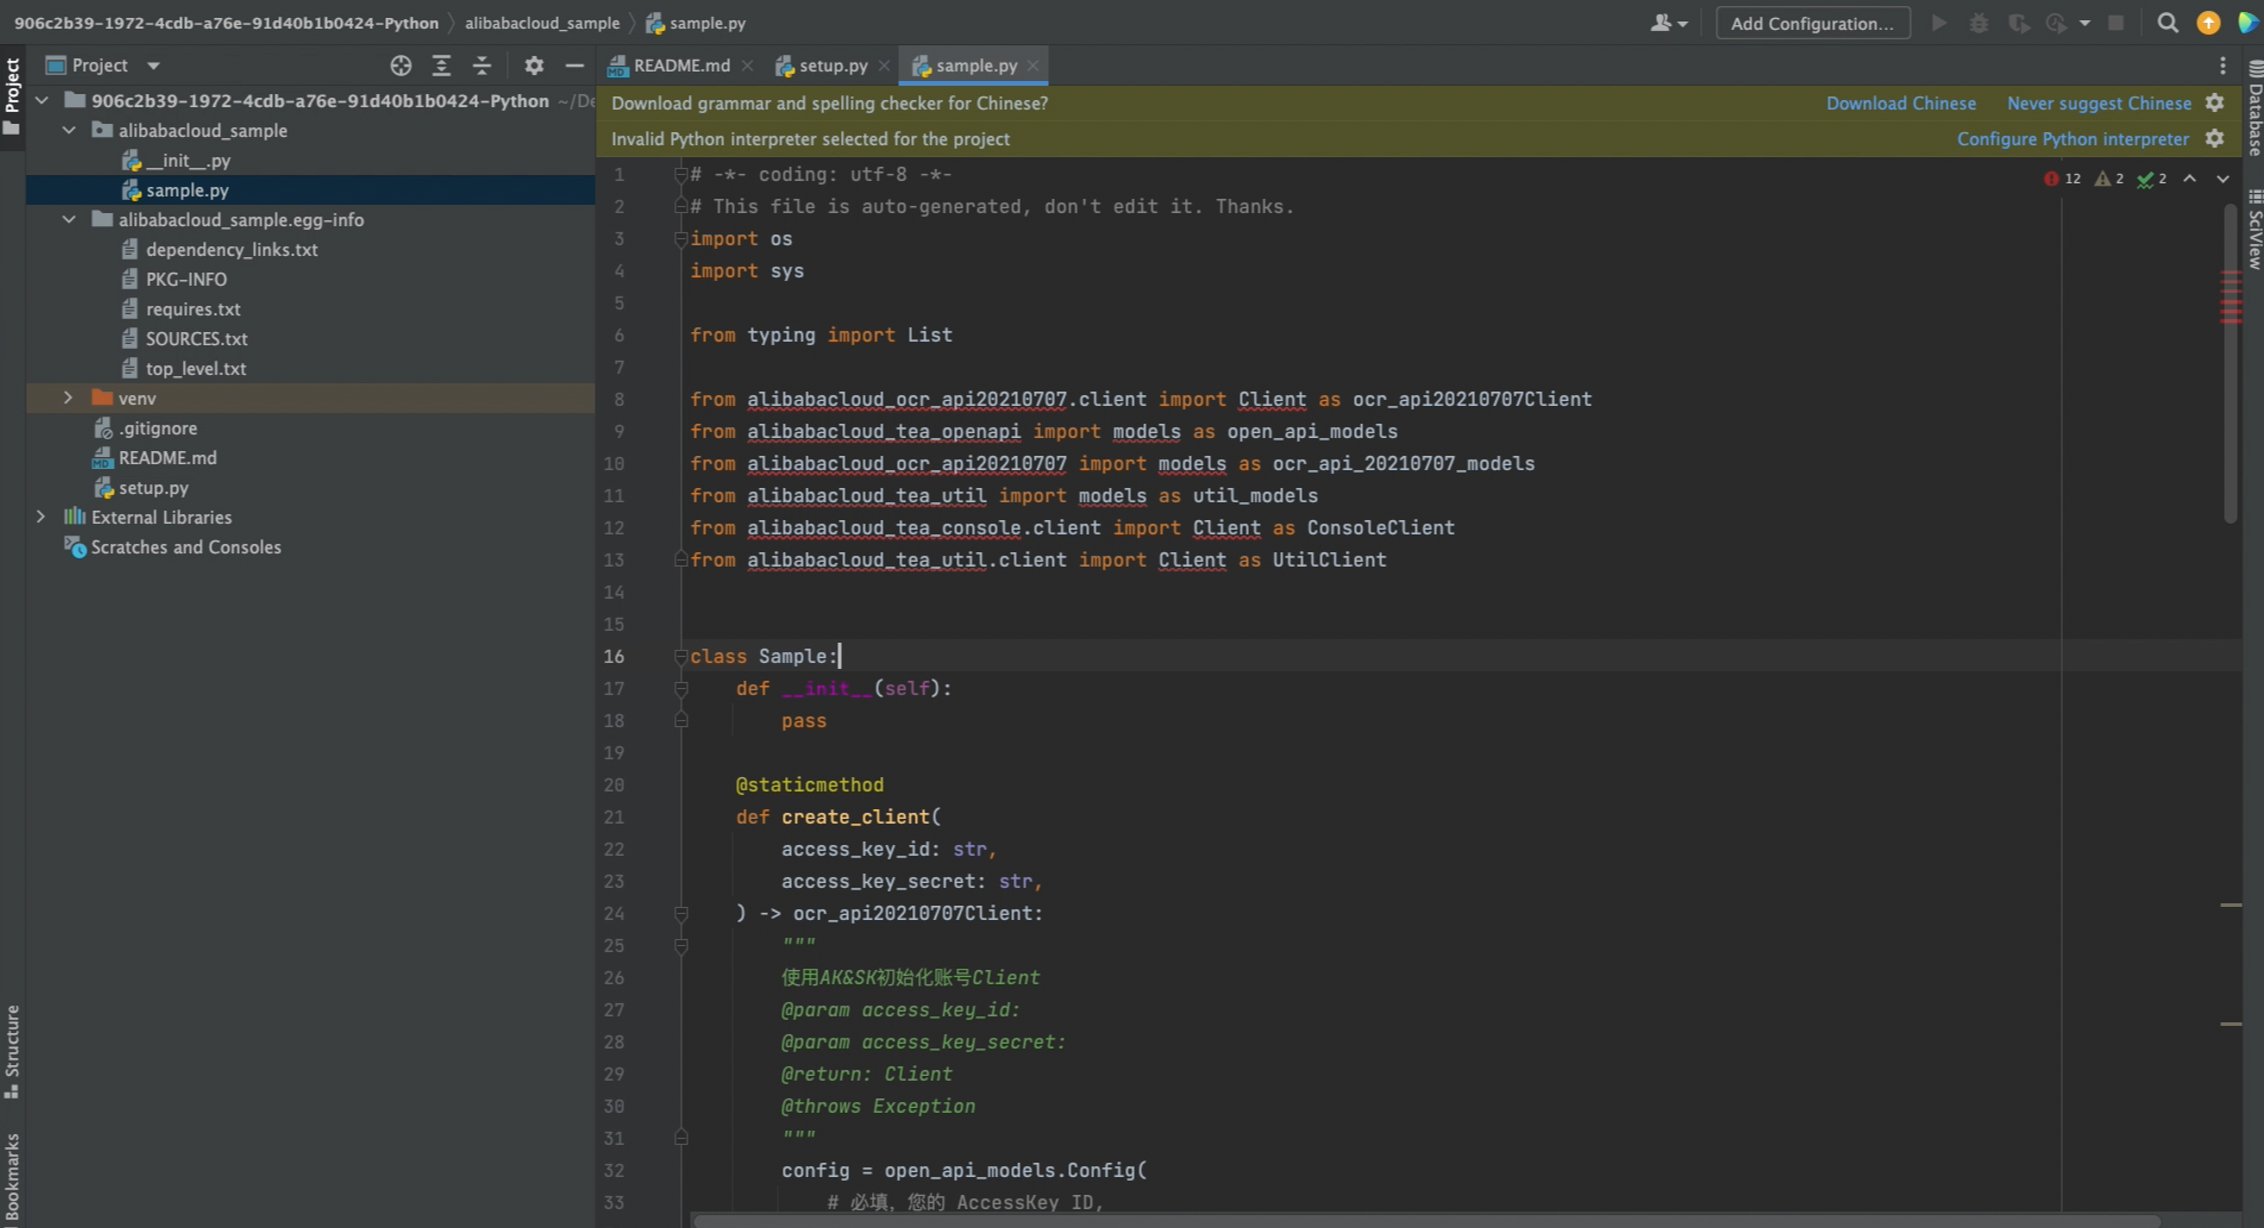 906c2b39-1972-4cdb-a76e-91d40b1b0424-Python
alibabacloud_sample
sample.py
Add Configuration...
Project
Project
README.md
setup.py
sample.py
906c2b39-1972-4cdb-a76e-91d40b1b0424-Python ~/De
alibabacloud_sample
__init__.py
sample.py
alibabacloud_sample.egg-info
dependency_links.txt
PKG-INFO
requires.txt
SOURCES.txt
top_level.txt
venv
.gitignore
README.md
setup.py
External Libraries
Scratches and Consoles
Structure
Bookmarks
Download grammar and spelling checker for Chinese?
Download Chinese
Never suggest Chinese
Invalid Python interpreter selected for the project
Configure Python interpreter
12 2 2
1 # -*- coding: utf-8 -*-
2 # This file is auto-generated, don't edit it. Thanks.
3 import os
4 import sys
5
6 from typing import List
7
8 from alibabacloud_ocr_api20210707.client import Client as ocr_api20210707Client
9 from alibabacloud_tea_openapi import models as open_api_models
10 from alibabacloud_ocr_api20210707 import models as ocr_api_20210707_models
11 from alibabacloud_tea_util import models as util_models
12 from alibabacloud_tea_console.client import Client as ConsoleClient
13 from alibabacloud_tea_util.client import Client as UtilClient
14
15
16 class Sample:
17 def __init__(self):
18 pass
19
20 @staticmethod
21 def create_client(
22 access_key_id: str,
23 access_key_secret: str,
24 ) -> ocr_api20210707Client:
25 """
26 使用AK&SK初始化账号Client
27 @param access_key_id:
28 @param access_key_secret:
29 @return: Client
30 @throws Exception
31 """
32 config = open_api_models.Config(
33 # 必填，您的 AccessKey ID,
Database
SciView